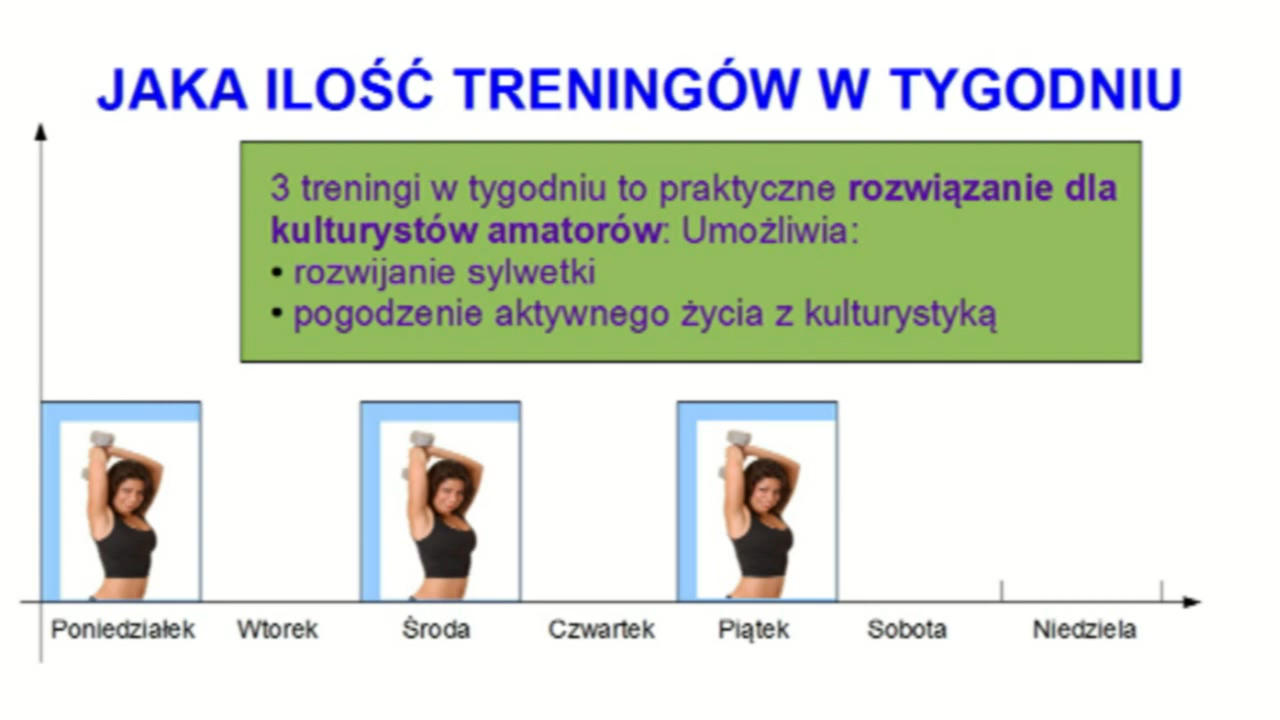 JAKA ILOŚĆ TRENINGÓW W TYGODNIU
3 treningi w tygodniu to praktyczne rozwiązanie dla
kulturystów amatorów: Umożliwia:
• rozwijanie sylwetki
• pogodzenie aktywnego życia z kulturystyką
Poniedziałek Wtorek Środa Czwartek Piątek Sobota Niedziela